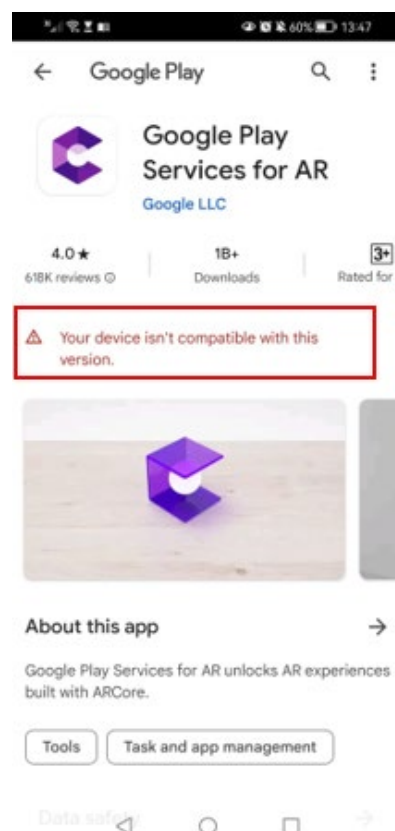 60% 13:47
Google Play
Google Play
Services for AR
Google LLC
4.0★
618K reviews
1B+
Downloads
3+
Rated for
Your device isn't compatible with this
version.
About this app
Google Play Services for AR unlocks AR experiences
built with ARCore.
Tools
Task and app management
Data safety